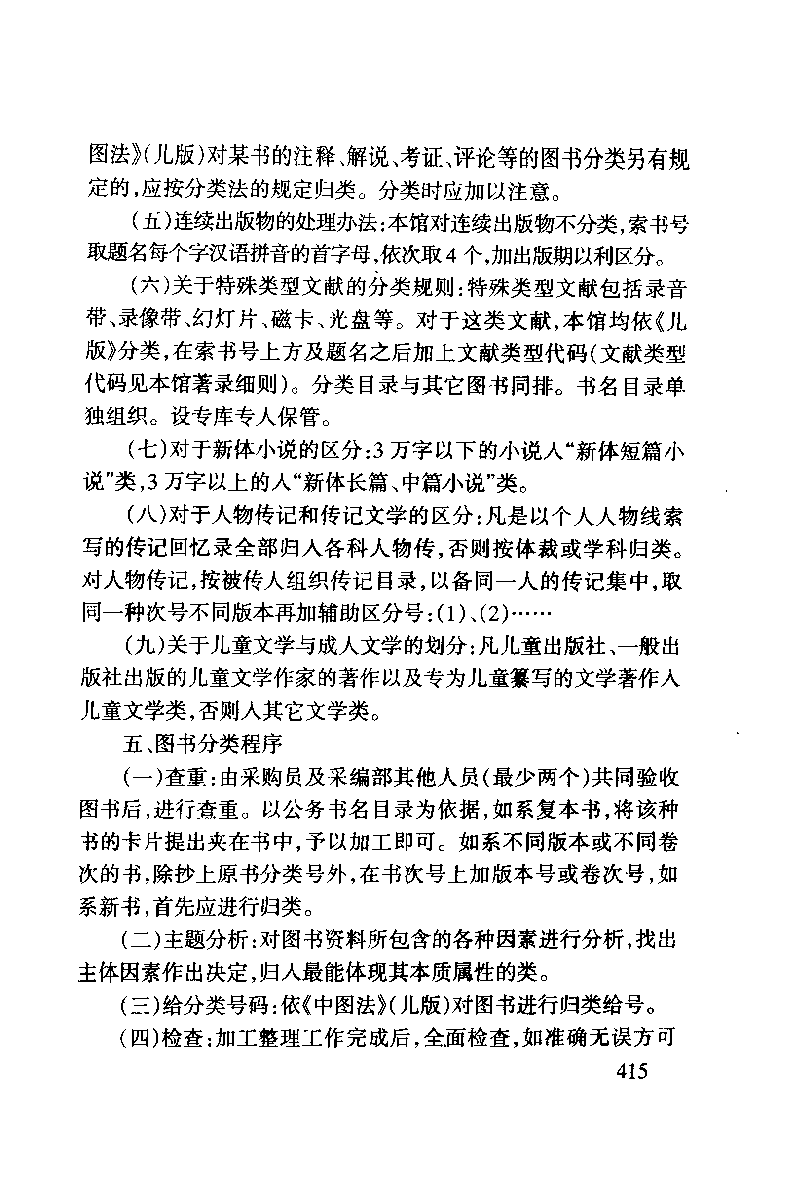 图法》(儿版)对某书的注释、解说、考证、评论等的图书分类另有规
定的,应按分类法的规定归类。分类时应加以注意。
(五)连续出版物的处理办法:本馆对连续出版物不分类,索书号
取题名每个字汉语拼音的首字母,依次取4个,加出版期以利区分。
(六)关于特殊类型文献的分类规则:特殊类型文献包括录音
带、录像带、幻灯片、磁卡、光盘等。对于这类文献,本馆均依《儿
版》分类,在索书号上方及题名之后加上文献类型代码(文献类型
代码见本馆著录细则)。分类目录与其它图书同排。书名目录单
独组织。设专库专人保管。
(七)对于新体小说的区分:3万字以下的小说入“新体短篇小
说"类,3万字以上的入“新体长篇、中篇小说”类。
(八)对于人物传记和传记文学的区分:凡是以个人人物线索
写的传记回忆录全部归入各科人物传,否则按体裁或学科归类。
对人物传记,按被传人组织传记目录,以备同一人的传记集中,取
同一种次号不同版本再加辅助区分号:(1)、(2)……
(九)关于儿童文学与成人文学的划分:凡儿童出版社、一般出
版社出版的儿童文学作家的著作以及专为儿童纂写的文学著作入
儿童文学类,否则入其它文学类。
五、图书分类程序
(一)查重:由采购员及采编部其他人员(最少两个)共同验收
图书后,进行查重。以公务书名目录为依据,如系复本书,将该种
书的卡片提出夹在书中,予以加工即可。如系不同版本或不同卷
次的书,除抄上原书分类号外,在书次号上加版本号或卷次号,如
系新书,首先应进行归类。
(二)主题分析:对图书资料所包含的各种因素进行分析,找出
主体因素作出决定,归入最能体现其本质属性的类。
(三)给分类号码:依《中图法》(儿版)对图书进行归类给号。
(四)检查:加工整理工作完成后,全面检查,如准确无误方可
415